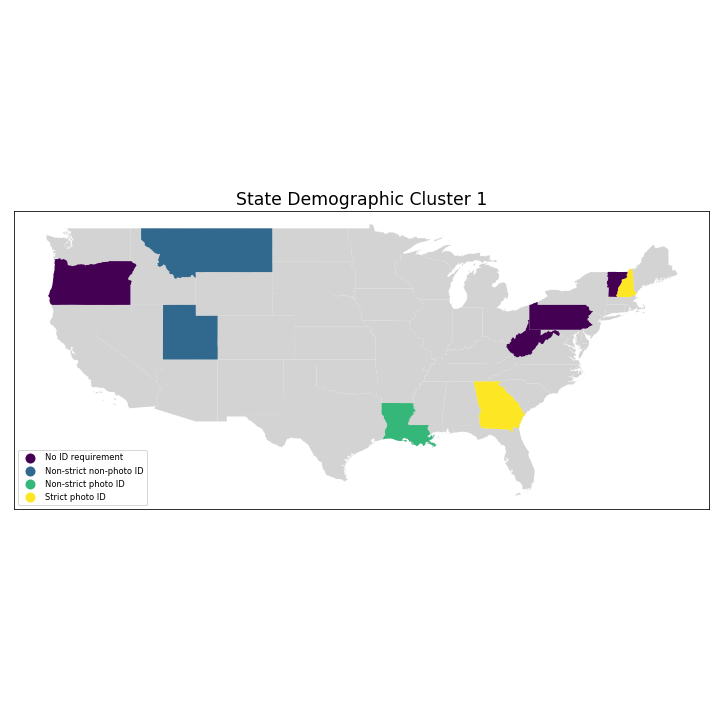 State Demographic Cluster 1
No ID requirement
Non-strict non-photo ID
Non-strict photo ID
Strict photo ID